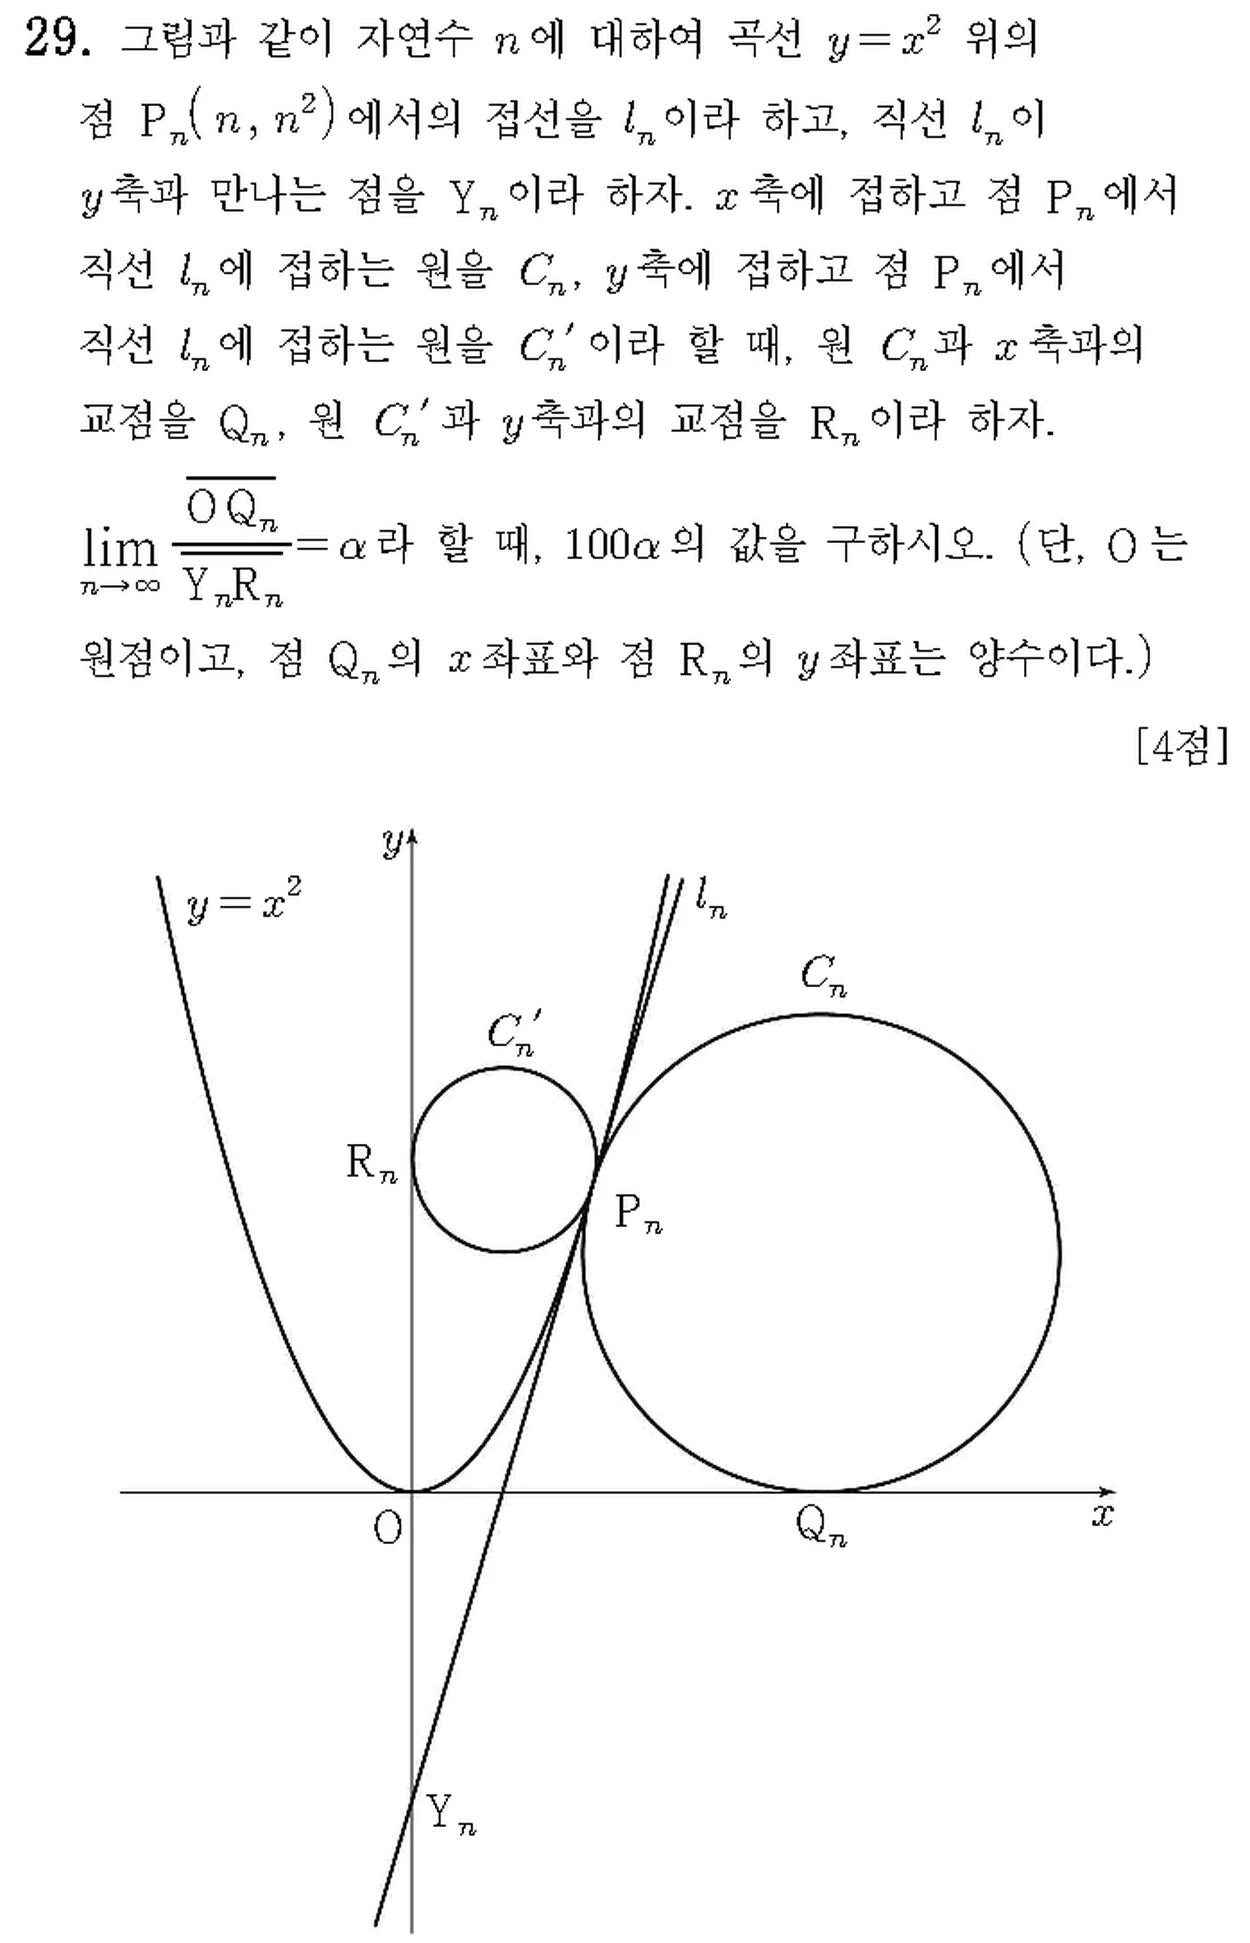 29. 그림과 같이 자연수 n에 대하여 곡선 y=x² 위의
점 Pₙ(n, n²)에서의 접선을 lₙ이라 하고, 직선 lₙ이
y축과 만나는 점을 Yₙ이라 하자. x축에 접하고 점 Pₙ에서
직선 lₙ에 접하는 원을 Cₙ, y축에 접하고 점 Pₙ에서
직선 lₙ에 접하는 원을 Cₙ′이라 할 때, 원 Cₙ과 x축과의
교점을 Qₙ, 원 Cₙ′과 y축과의 교점을 Rₙ이라 하자.
lim_{n→∞} \frac{\overline{OQₙ}}{\overline{YₙRₙ}}=α라 할 때, 100α의 값을 구하시오. (단, O는
원점이고, 점 Qₙ의 x좌표와 점 Rₙ의 y좌표는 양수이다.)
[4점]
y
y=x²
lₙ
Cₙ
Cₙ′
Rₙ
Pₙ
O
Qₙ
x
Yₙ